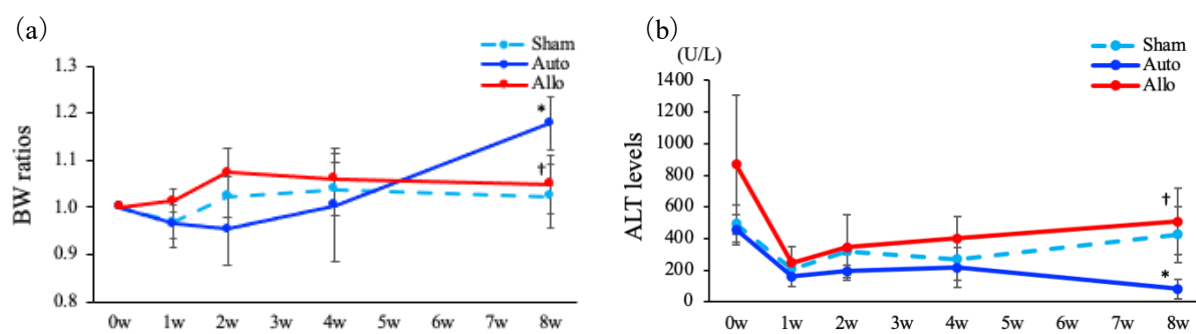 (a)
Sham
Auto
Allo
BW ratios
1.3
1.2
1.1
1.0
0.9
0.8
*
†
0w 1w 2w 3w 4w 5w 6w 7w 8w
(b)
(U/L)
Sham
Auto
Allo
ALT levels
1400
1200
1000
800
600
400
200
0
†
*
0w 1w 2w 3w 4w 5w 6w 7w 8w